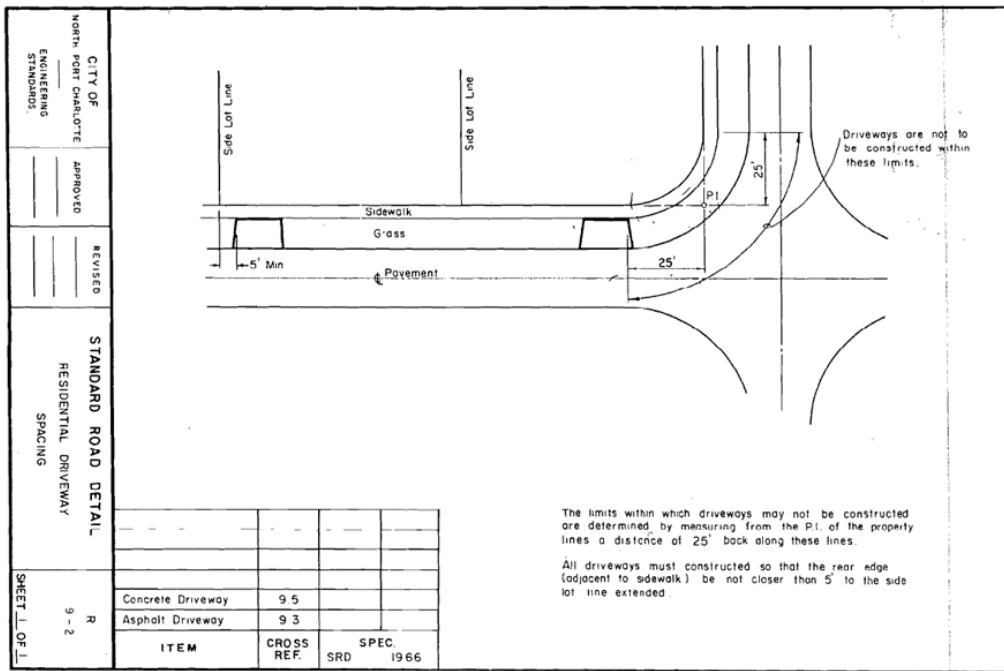 CITY OF
NORTH PORT CHARLOTTE
ENGINEERING
STANDARDS.
APPROVED
REVISED
STANDARD ROAD DETAIL
RESIDENTIAL DRIVEWAY
SPACING
R
9-2
SHEET 1 OF 1
Side Lot Line
Side Lot Line
Driveways are not to
be constructed within
these limits.
25'
P.I.
Sidewalk
Grass
5' Min
25'
℄ Pavement
The limits within which driveways may not be constructed
are determined by measuring from the P.I. of the property
lines a distance of 25' back along these lines.
All driveways must constructed so that the rear edge
(adjacent to sidewalk) be not closer than 5' to the side
lot line extended.
Concrete Driveway 9.5
Asphalt Driveway 9.3
ITEM CROSS REF. SPEC.
SRD 1966